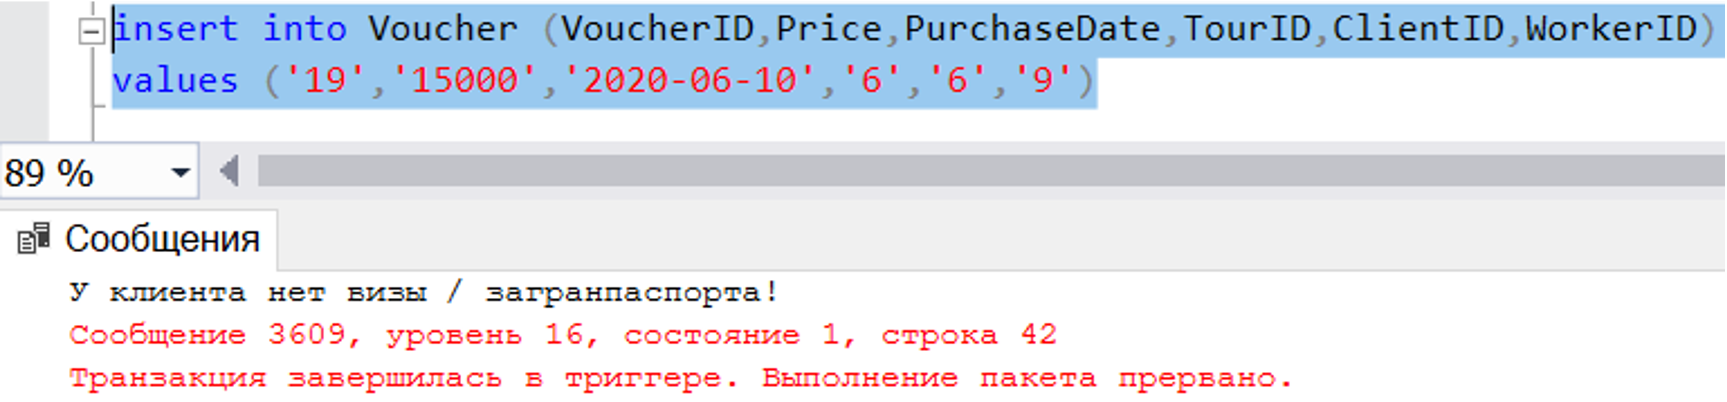 insert into Voucher (VoucherID,Price,PurchaseDate,TourID,ClientID,WorkerID)
values ('19','15000','2020-06-10','6','6','9')
89 %
Сообщения
У клиента нет визы / загранпаспорта!
Сообщение 3609, уровень 16, состояние 1, строка 42
Транзакция завершилась в триггере. Выполнение пакета прервано.